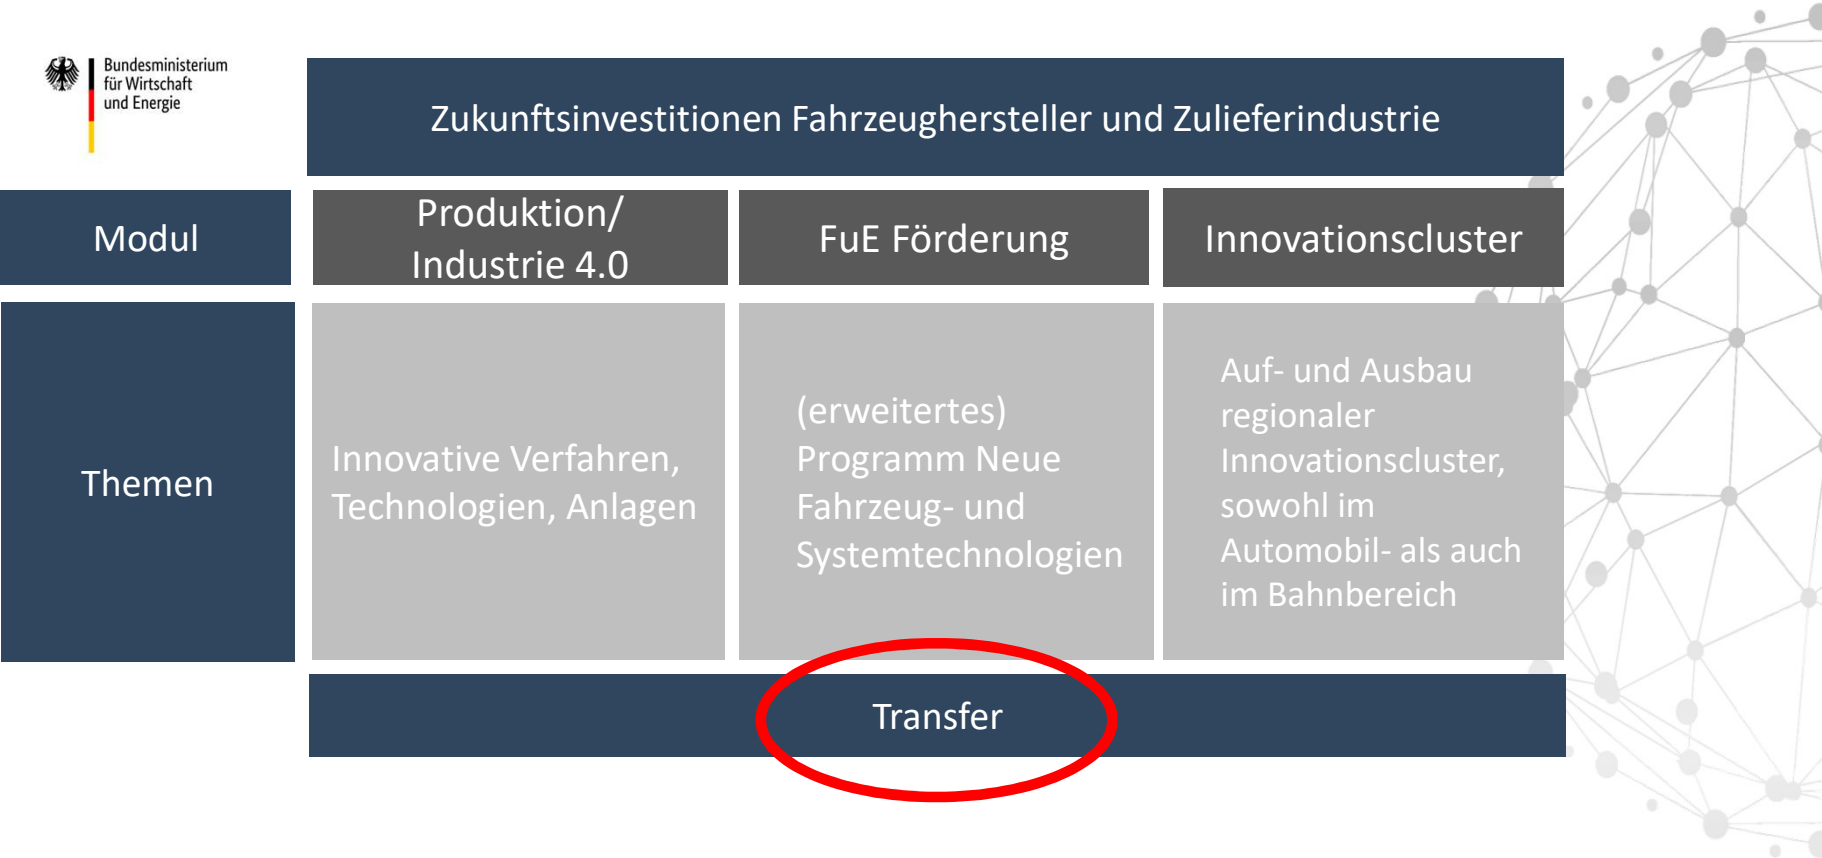 Bundesministerium
für Wirtschaft
und Energie
Zukunftsinvestitionen Fahrzeughersteller und Zulieferindustrie
Modul
Produktion/
Industrie 4.0
FuE Förderung
Innovationscluster
Themen
Innovative Verfahren,
Technologien, Anlagen
(erweitertes)
Programm Neue
Fahrzeug- und
Systemtechnologien
Auf- und Ausbau
regionaler
Innovationscluster,
sowohl im
Automobil- als auch
im Bahnbereich
Transfer